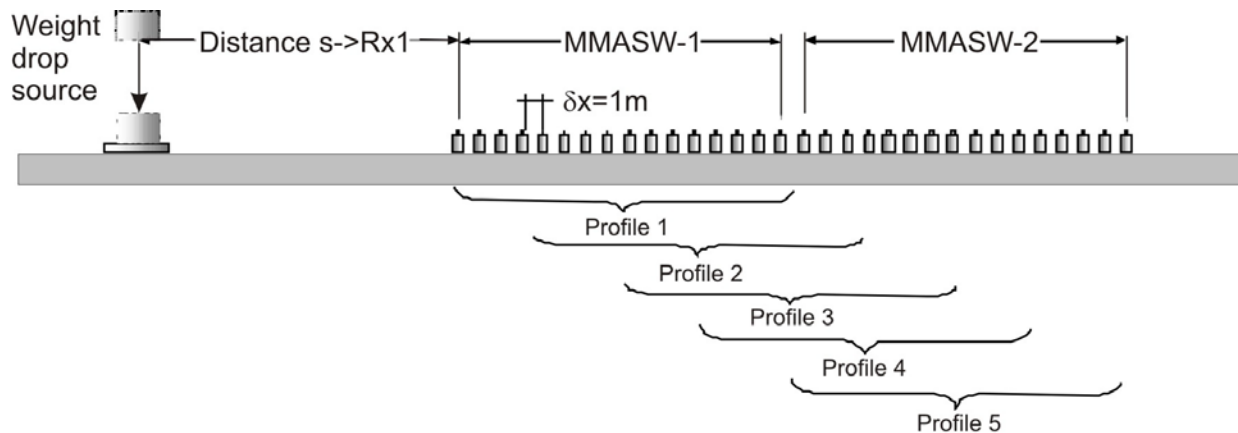 Weight
drop
source
Distance s->Rx1
MMASW-1
MMASW-2
δx=1m
Profile 1
Profile 2
Profile 3
Profile 4
Profile 5